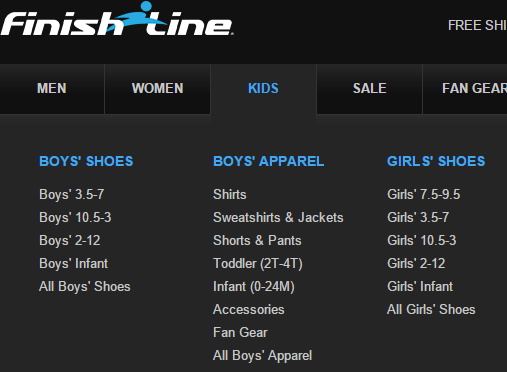 Finish Line
FREE SHI
MEN WOMEN KIDS SALE FAN GEAR
BOYS' SHOES
Boys' 3.5-7
Boys' 10.5-3
Boys' 2-12
Boys' Infant
All Boys' Shoes
BOYS' APPAREL
Shirts
Sweatshirts & Jackets
Shorts & Pants
Toddler (2T-4T)
Infant (0-24M)
Accessories
Fan Gear
All Boys' Apparel
GIRLS' SHOES
Girls' 7.5-9.5
Girls' 3.5-7
Girls' 10.5-3
Girls' 2-12
Girls' Infant
All Girls' Shoes